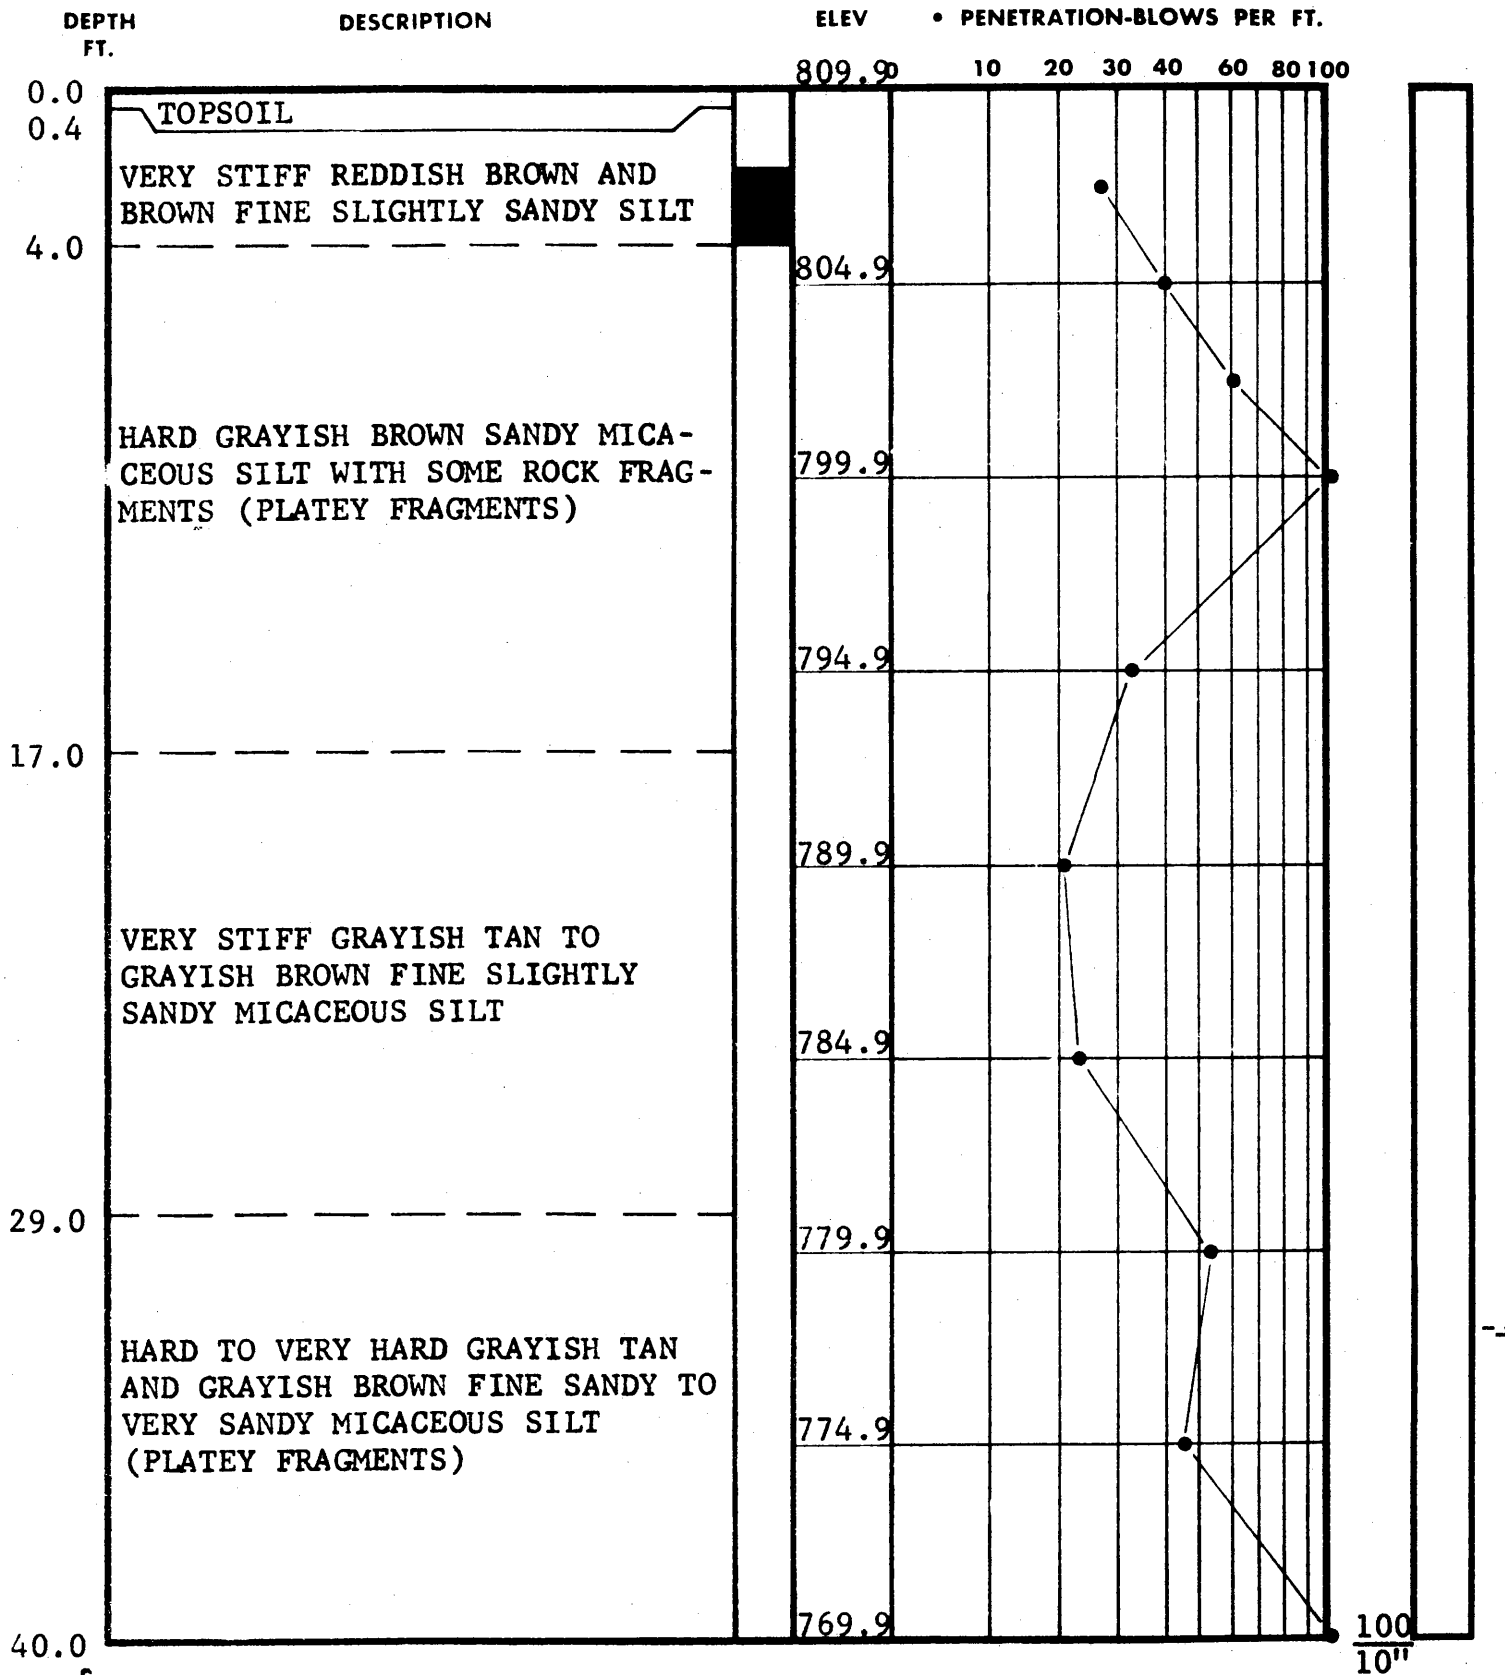 DEPTH FT.
DESCRIPTION
ELEV
• PENETRATION-BLOWS PER FT.
809.9
0 10 20 30 40 60 80 100
0.0
TOPSOIL
0.4
VERY STIFF REDDISH BROWN AND
BROWN FINE SLIGHTLY SANDY SILT
4.0
804.9
HARD GRAYISH BROWN SANDY MICA-
CEOUS SILT WITH SOME ROCK FRAG-
MENTS (PLATEY FRAGMENTS)
799.9
794.9
17.0
789.9
VERY STIFF GRAYISH TAN TO
GRAYISH BROWN FINE SLIGHTLY
SANDY MICACEOUS SILT
784.9
29.0
779.9
HARD TO VERY HARD GRAYISH TAN
AND GRAYISH BROWN FINE SANDY TO
VERY SANDY MICACEOUS SILT
(PLATEY FRAGMENTS)
774.9
769.9
40.0
100
10"